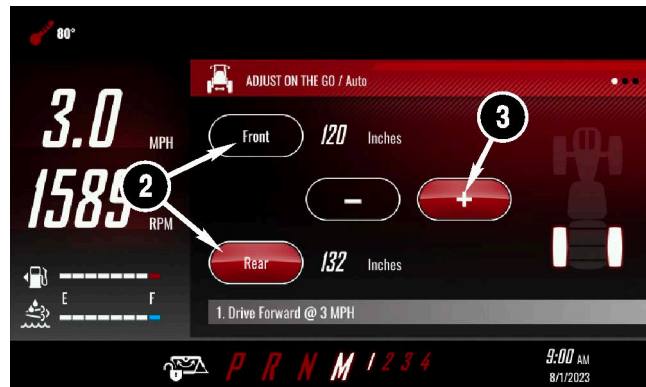 80°
ADJUST ON THE GO / Auto
3.0 MPH
1585 RPM
Front 120 Inches
3
2
- +
Rear 132 Inches
E F
1. Drive Forward @ 3 MPH
P R N M 1 2 3 4
9:00 AM
8/1/2023